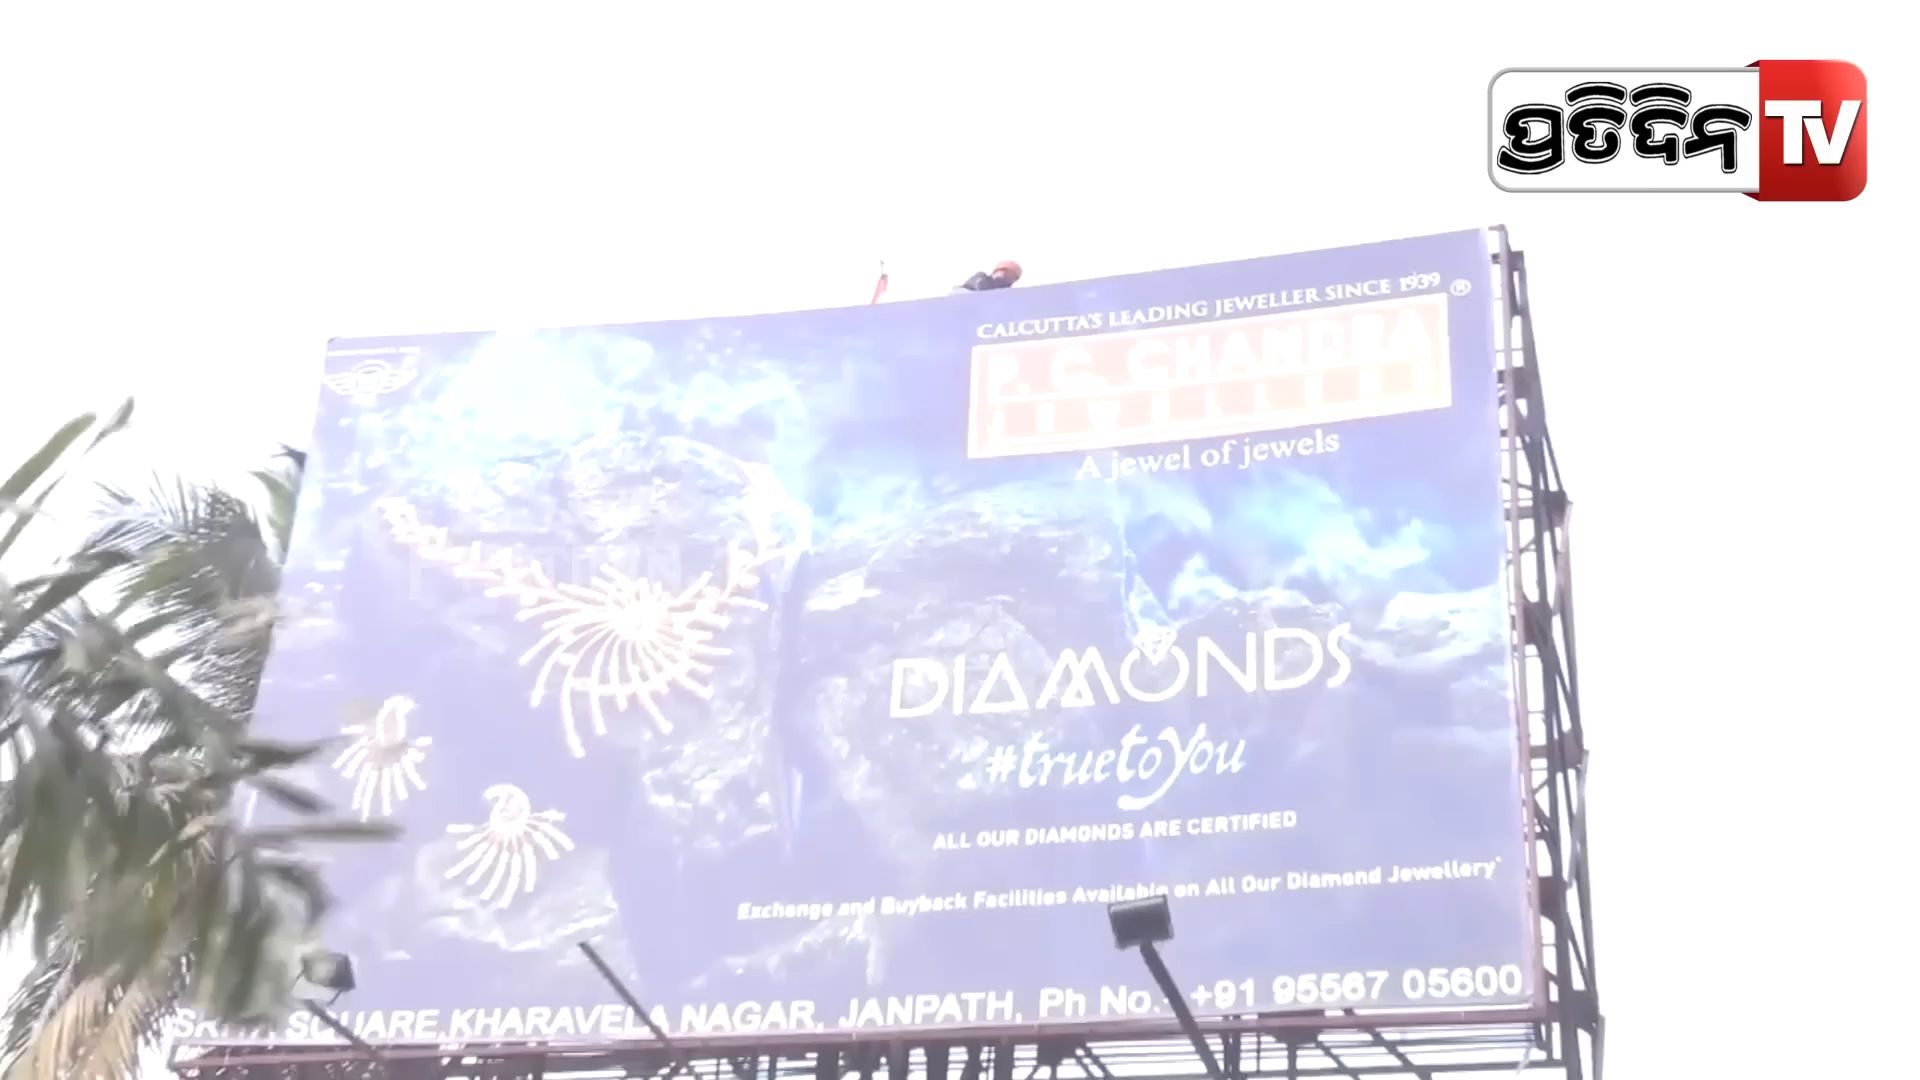 ପ୍ରତିଦିନ TV
CALCUTTA'S LEADING JEWELLER SINCE 1939 ®
P. C. CHANDRA
JEWELLERS
A jewel of jewels
DIAMONDS
#truetoyou
ALL OUR DIAMONDS ARE CERTIFIED
Exchange and Buyback Facilities Available on All Our Diamond Jewellery*
SQUARE, KHARAVELA NAGAR, JANPATH, Ph No.- +91 95567 05600